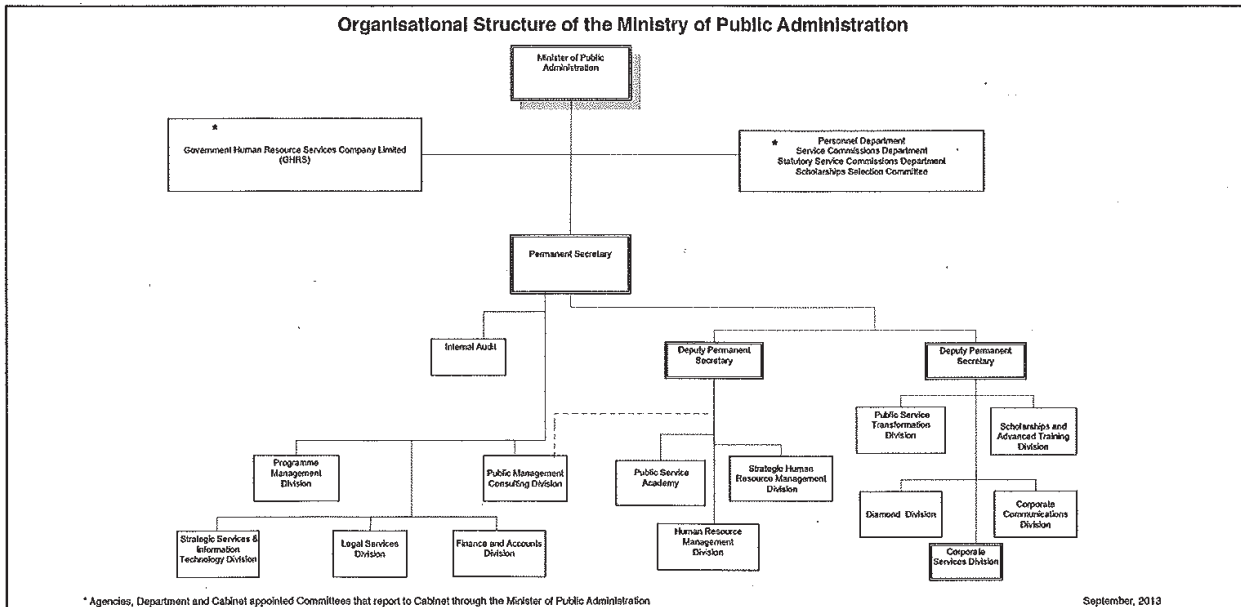 Organisational Structure of the Ministry of Public Administration
Minister of Public
Administration
*
Government Human Resource Services Company Limited
(GHRS)
* Personnel Department
Service Commissions Department
Statutory Service Commissions Department
Scholarships Selection Committee
Permanent Secretary
Internal Audit
Deputy Permanent
Secretary
Deputy Permanent
Secretary
Public Service
Transformation
Division
Scholarships and
Advanced Training
Division
Programme
Management
Division
Public Management
Consulting Division
Public Service
Academy
Strategic Human
Resource Management
Division
Diamond Division
Corporate
Communications
Division
Strategic Services &
Information
Technology Division
Legal Services
Division
Finance and Accounts
Division
Human Resource
Management
Division
Corporate
Services Division
* Agencies, Department and Cabinet appointed Committees that report to Cabinet through the Minister of Public Administration
September, 2013